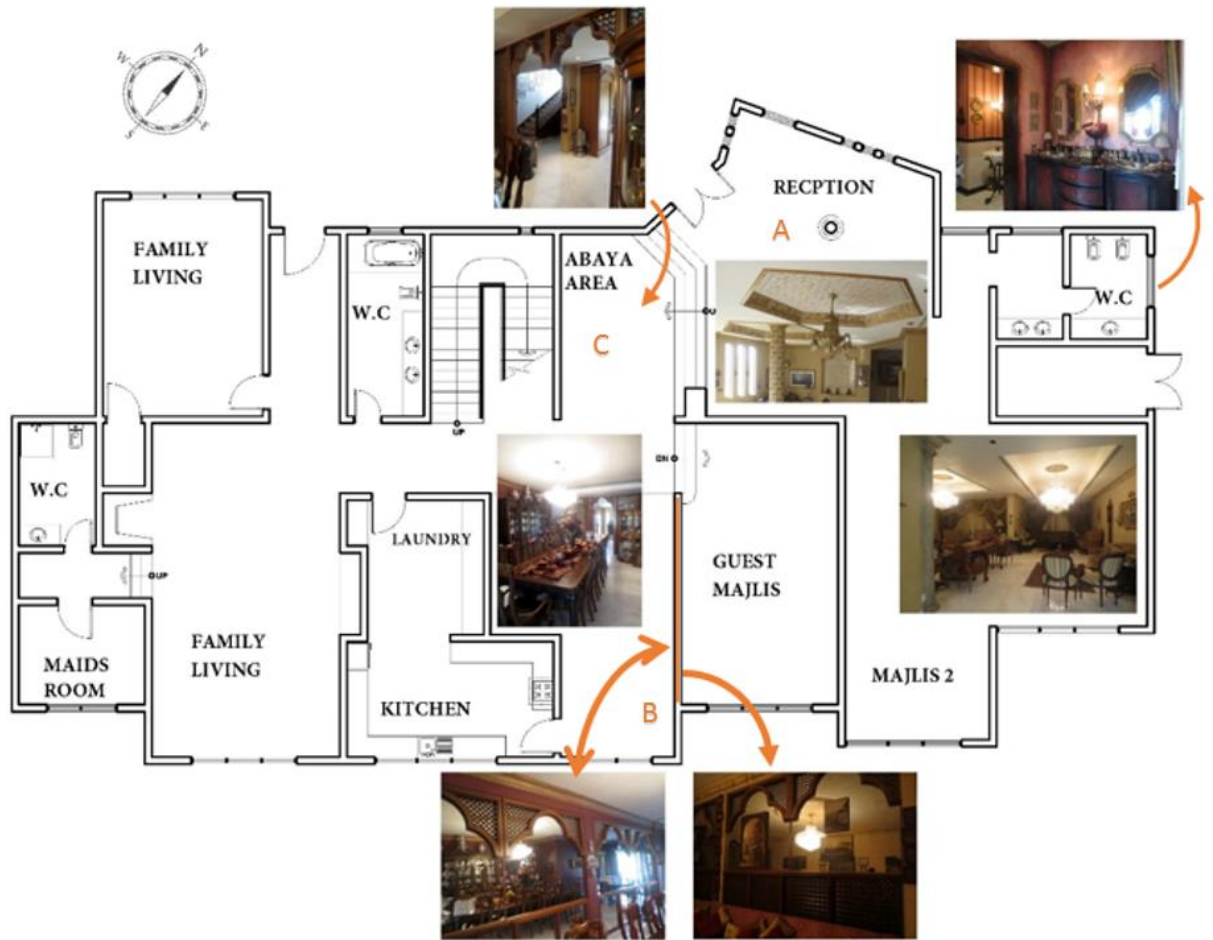 N
W
S
E
RECPTION
A
FAMILY
LIVING
ABAYA
AREA
W.C
W.C
C
UP
DN
W.C
LAUNDRY
UP
GUEST
MAJLIS
FAMILY
LIVING
MAIDS
ROOM
MAJLIS 2
KITCHEN
B